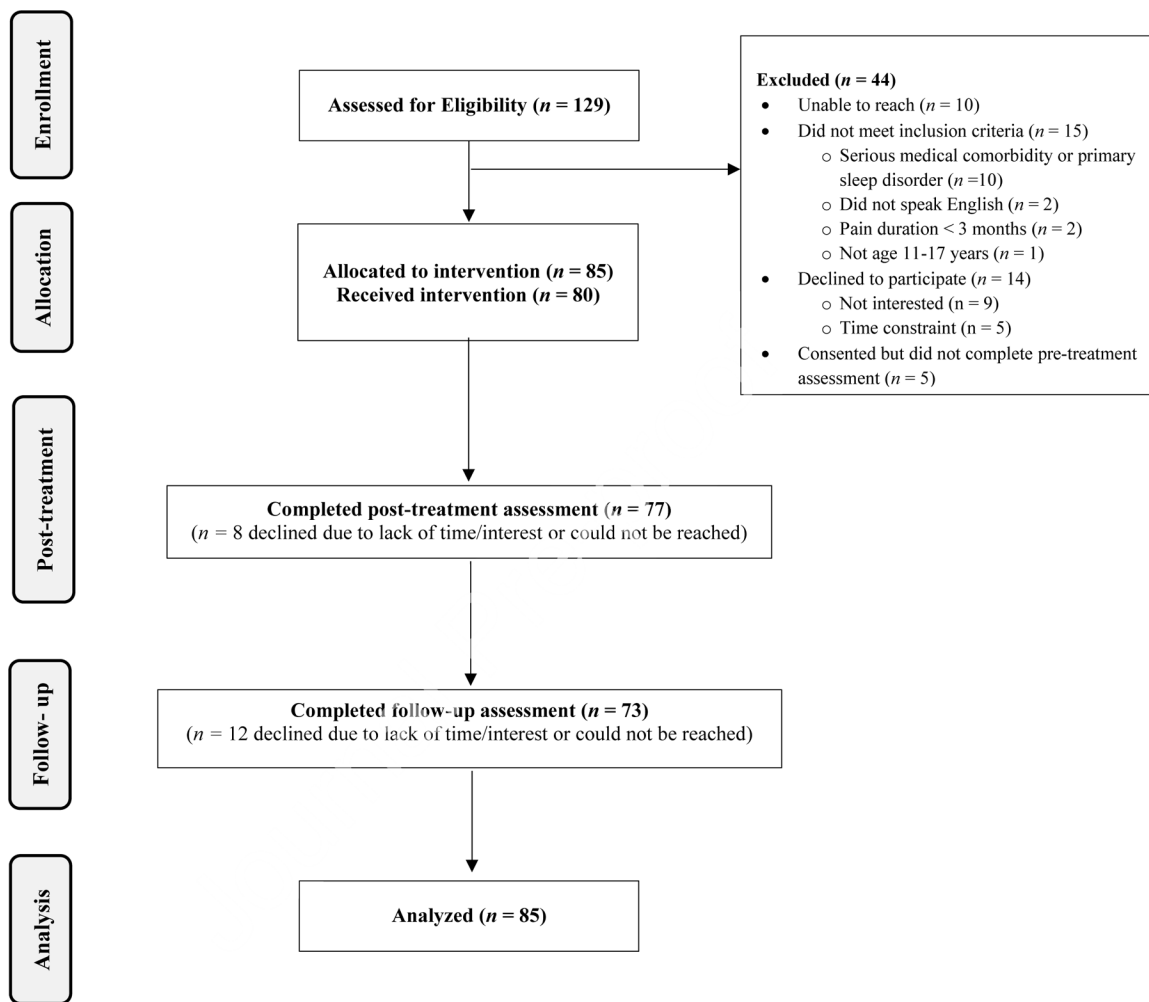 Enrollment
Assessed for Eligibility (n = 129)
Excluded (n = 44)
• Unable to reach (n = 10)
• Did not meet inclusion criteria (n = 15)
o Serious medical comorbidity or primary
sleep disorder (n =10)
o Did not speak English (n = 2)
o Pain duration < 3 months (n = 2)
o Not age 11-17 years (n = 1)
• Declined to participate (n = 14)
o Not interested (n = 9)
o Time constraint (n = 5)
• Consented but did not complete pre-treatment
assessment (n = 5)
Allocation
Allocated to intervention (n = 85)
Received intervention (n = 80)
Post-treatment
Completed post-treatment assessment (n = 77)
(n = 8 declined due to lack of time/interest or could not be reached)
Follow- up
Completed follow-up assessment (n = 73)
(n = 12 declined due to lack of time/interest or could not be reached)
Analysis
Analyzed (n = 85)